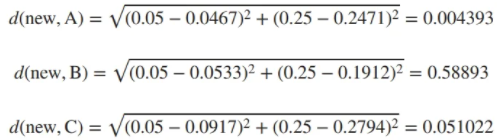 d(new, A) = √(0.05 − 0.0467)² + (0.25 − 0.2471)² = 0.004393
d(new, B) = √(0.05 − 0.0533)² + (0.25 − 0.1912)² = 0.58893
d(new, C) = √(0.05 − 0.0917)² + (0.25 − 0.2794)² = 0.051022